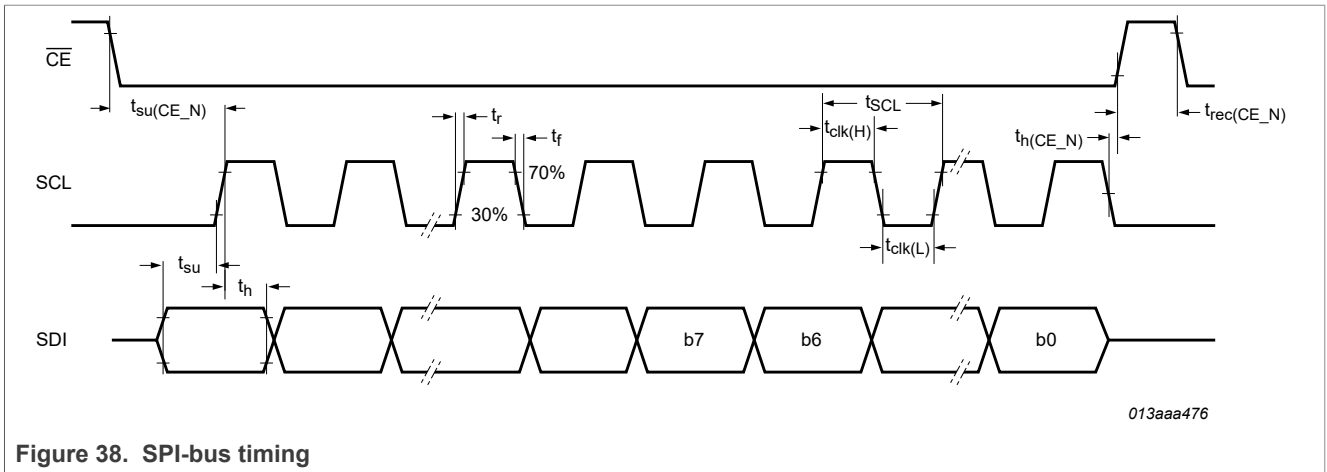 CE
tsu(CE_N)
tr
tf
tSCL
tclk(H)
th(CE_N)
trec(CE_N)
SCL
70%
30%
tclk(L)
tsu
th
SDI
b7
b6
b0
013aaa476
Figure 38. SPI-bus timing